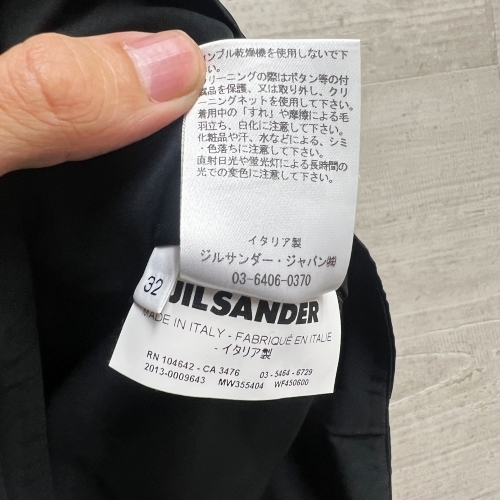 ンブル乾燥機を使用しないで下
い。
クリーニングの際はボタン等の付
属品を保護、又は取り外し、クリ
ーニングネットを使用して下さい。
着用中の「すれ」や摩擦による毛
羽立ち、白化に注意して下さい。
化粧品や汗、水などによる、シミ
・色落ちに注意して下さい。
直射日光や蛍光灯による長時間の
光での変色に注意して下さい。
イタリア製
ジルサンダー・ジャパン㈱
03-6406-0370
32
JIL SANDER
MADE IN ITALY - FABRIQUÉ EN ITALIE
- イタリア製
RN 104642 - CA 3476 03 - 5464 - 6729
2013-0009643 MW355404 WF450600